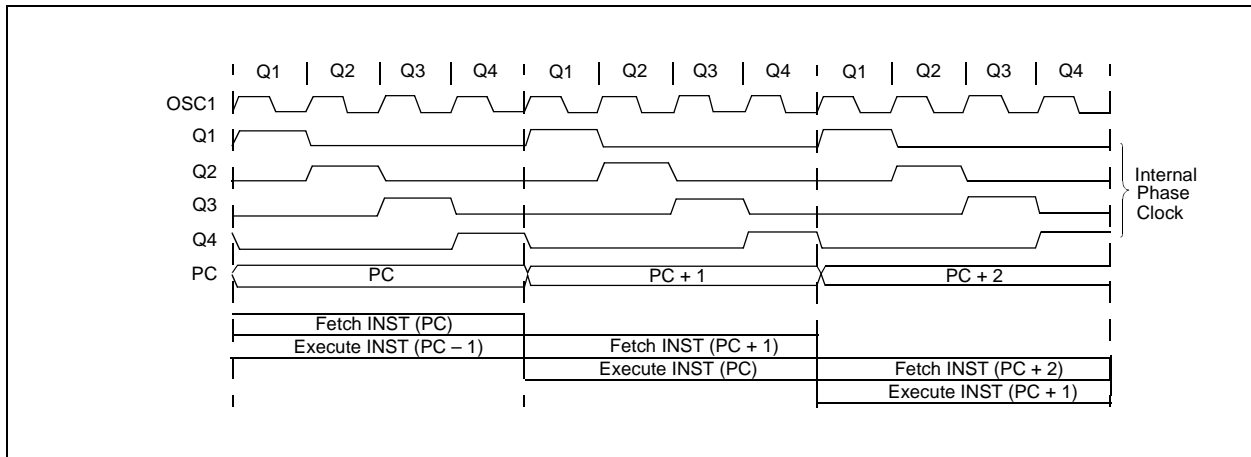 Q1 Q2 Q3 Q4 Q1 Q2 Q3 Q4 Q1 Q2 Q3 Q4
OSC1
Q1
Q2
Q3
Q4
Internal
Phase
Clock
PC PC PC + 1 PC + 2
Fetch INST (PC)
Execute INST (PC – 1) Fetch INST (PC + 1)
Execute INST (PC) Fetch INST (PC + 2)
Execute INST (PC + 1)